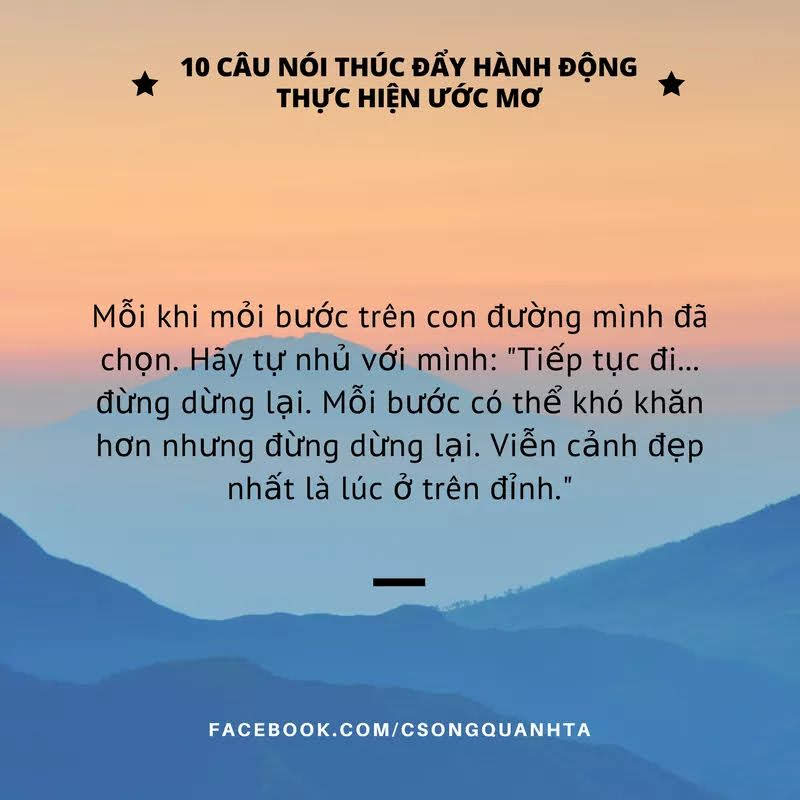 10 CÂU NÓI THÚC ĐẨY HÀNH ĐỘNG
THỰC HIỆN ƯỚC MƠ
Mỗi khi mỏi bước trên con đường mình đã
chọn. Hãy tự nhủ với mình: "Tiếp tục đi...
đừng dừng lại. Mỗi bước có thể khó khăn
hơn nhưng đừng dừng lại. Viễn cảnh đẹp
nhất là lúc ở trên đỉnh."
FACEBOOK.COM/CSONGQUANHTA